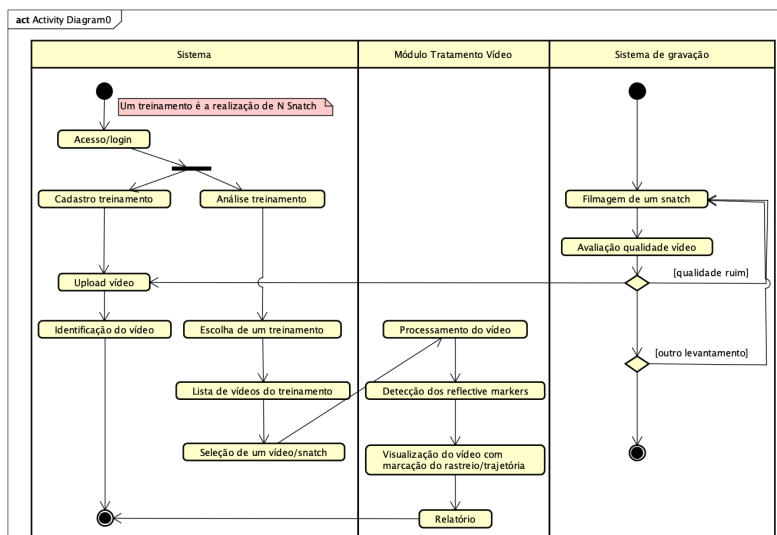 act Activity Diagram0
Sistema
Módulo Tratamento Vídeo
Sistema de gravação
Um treinamento é a realização de N Snatch
Acesso/login
Cadastro treinamento
Análise treinamento
Filmagem de um snatch
Avaliação qualidade vídeo
[qualidade ruim]
Upload vídeo
Identificação do vídeo
Escolha de um treinamento
Processamento do vídeo
[outro levantamento]
Lista de vídeos do treinamento
Detecção dos reflective markers
Seleção de um vídeo/snatch
Visualização do vídeo com
marcação do rastreio/trajetória
Relatório